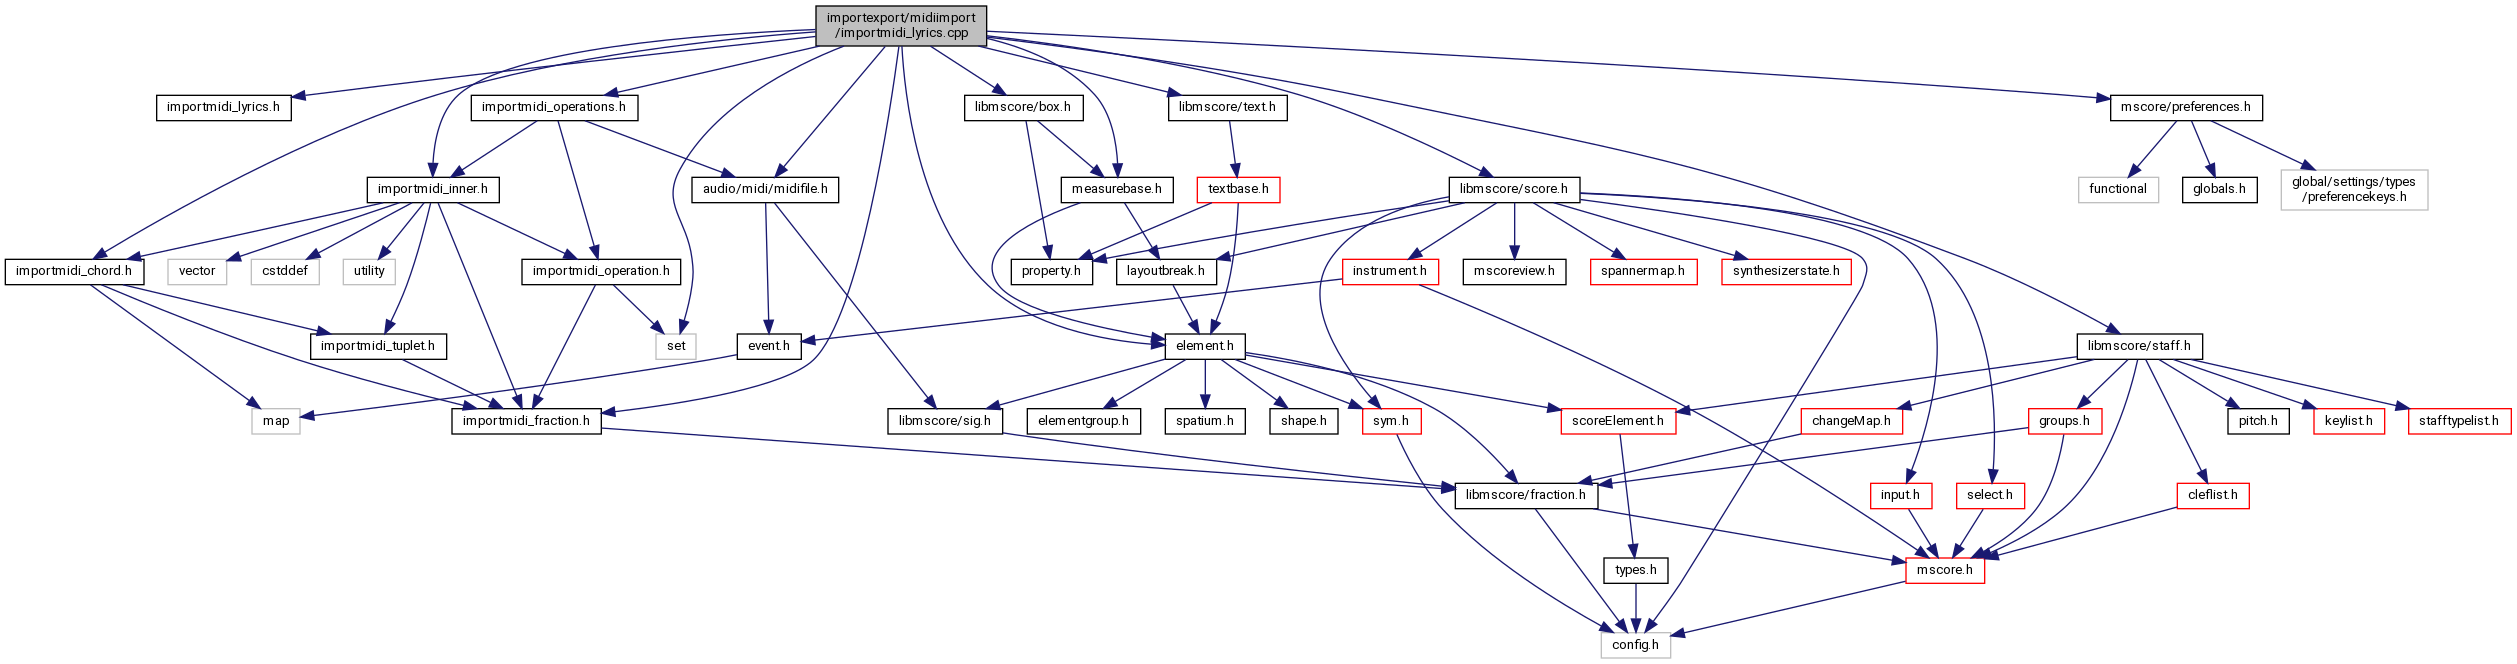 importexport/midiimport
/importmidi_lyrics.cpp
importmidi_lyrics.h
importmidi_operations.h
libmscore/box.h
libmscore/text.h
mscore/preferences.h
importmidi_inner.h
audio/midi/midifile.h
measurebase.h
textbase.h
libmscore/score.h
functional
globals.h
global/settings/types
/preferencekeys.h
importmidi_chord.h
vector
cstddef
utility
importmidi_operation.h
property.h
layoutbreak.h
instrument.h
mscoreview.h
spannermap.h
synthesizerstate.h
importmidi_tuplet.h
set
event.h
element.h
libmscore/staff.h
map
importmidi_fraction.h
libmscore/sig.h
elementgroup.h
spatium.h
shape.h
sym.h
scoreElement.h
changeMap.h
groups.h
pitch.h
keylist.h
stafftypelist.h
libmscore/fraction.h
input.h
select.h
cleflist.h
types.h
mscore.h
config.h